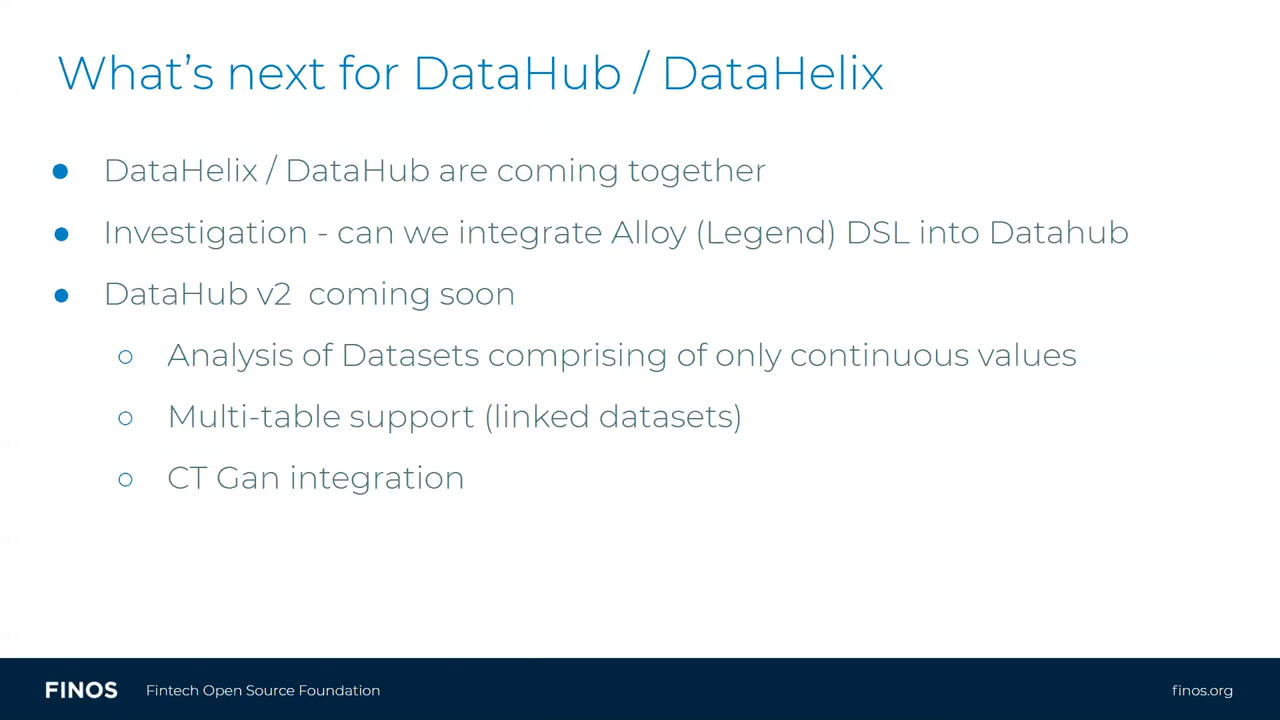 What's next for DataHub / DataHelix
● DataHelix / DataHub are coming together
● Investigation - can we integrate Alloy (Legend) DSL into Datahub
● DataHub v2 coming soon
○ Analysis of Datasets comprising of only continuous values
○ Multi-table support (linked datasets)
○ CT Gan integration
FINOS Fintech Open Source Foundation finos.org